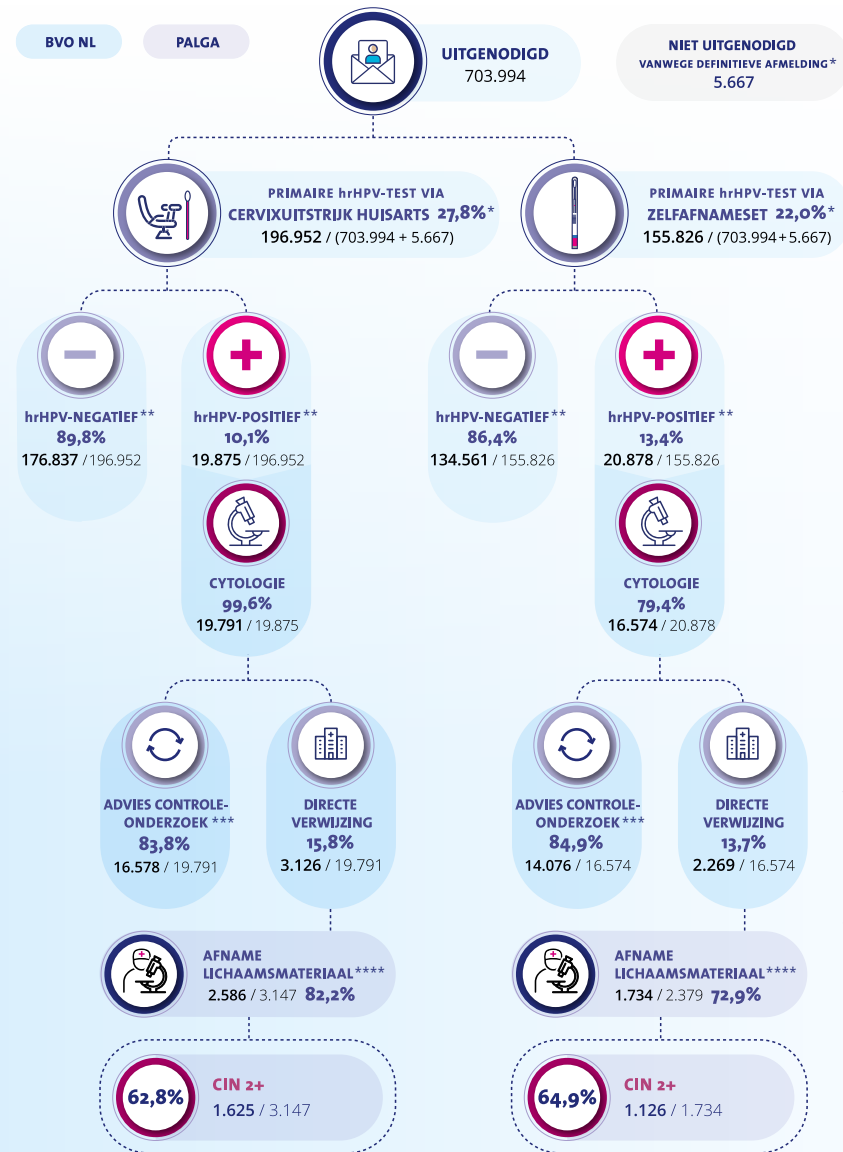 BVO NL
PALGA
UITGENODIGD
703.994
NIET UITGENODIGD
VANWEGE DEFINITIEVE AFMELDING*
5.667
PRIMAIRE hrHPV-TEST VIA
CERVIXUITSTRIJK HUISARTS 27,8%*
196.952 / (703.994 + 5.667)
PRIMAIRE hrHPV-TEST VIA
ZELFAFNAMESET 22,0%*
155.826 / (703.994+5.667)
hrHPV-NEGATIEF**
89,8%
176.837 / 196.952
hrHPV-POSITIEF**
10,1%
19.875 / 196.952
CYTOLOGIE
99,6%
19.791 / 19.875
hrHPV-NEGATIEF**
86,4%
134.561 / 155.826
hrHPV-POSITIEF**
13,4%
20.878 / 155.826
CYTOLOGIE
79,4%
16.574 / 20.878
ADVIES CONTROLE-
ONDERZOEK***
83,8%
16.578 / 19.791
DIRECTE
VERWIJZING
15,8%
3.126 / 19.791
ADVIES CONTROLE-
ONDERZOEK***
84,9%
14.076 / 16.574
DIRECTE
VERWIJZING
13,7%
2.269 / 16.574
AFNAME
LICHAAMSMATERIAAL****
2.586 / 3.147 82,2%
AFNAME
LICHAAMSMATERIAAL****
1.734 / 2.379 72,9%
62,8%
CIN 2+
1.625 / 3.147
64,9%
CIN 2+
1.126 / 1.734